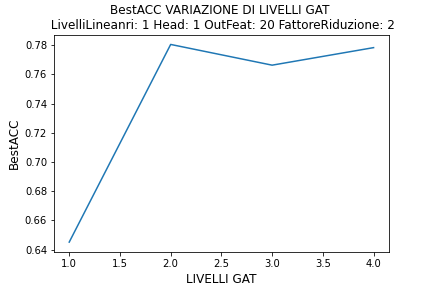 BestACC VARIAZIONE DI LIVELLI GAT
LivelliLineanri: 1 Head: 1 OutFeat: 20 FattoreRiduzione: 2
0.78
0.76
0.74
0.72
0.70
0.68
0.66
0.64
BestACC
1.0 1.5 2.0 2.5 3.0 3.5 4.0
LIVELLI GAT